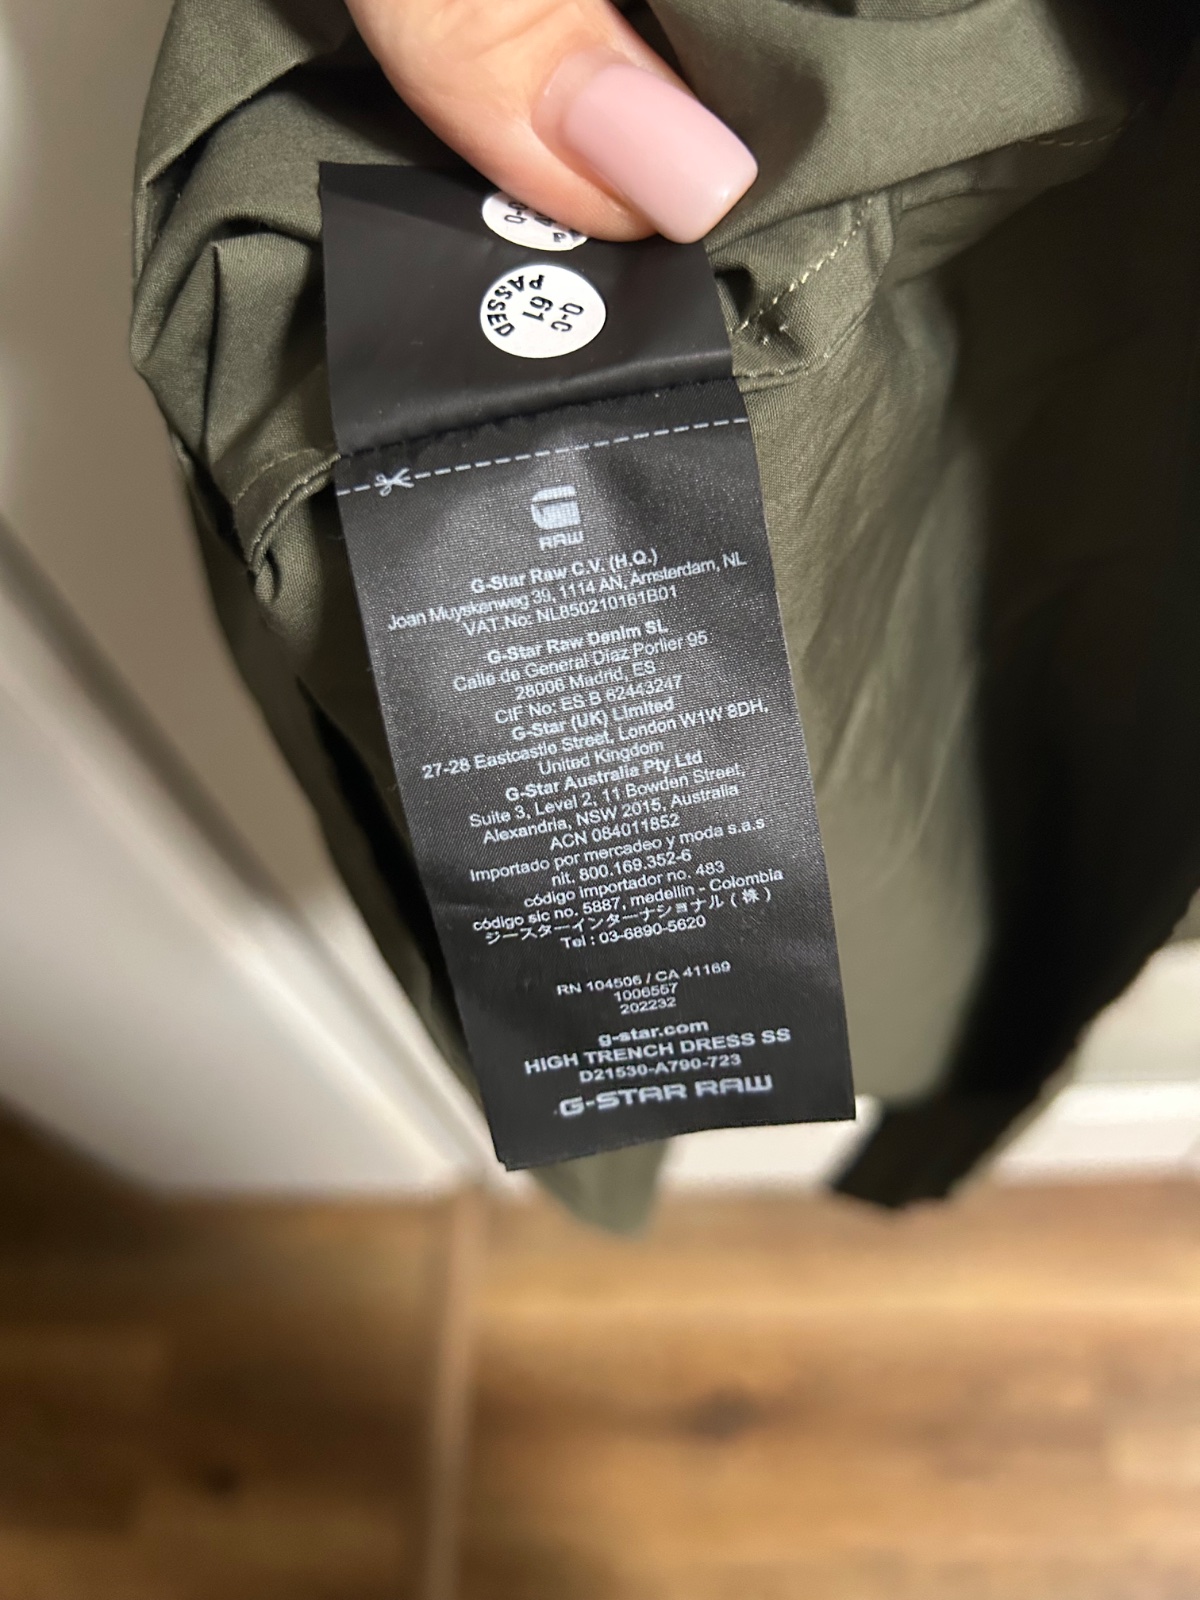 PASSED
Q-C
61
RAW
G-Star Raw C.V. (H.Q.)
Joan Muyskenweg 39, 1114 AN, Amsterdam, NL
VAT No: NL850210161B01
G-Star Raw Denim SL
Calle de General Díaz Porlier 95
28006 Madrid, ES
CIF No: ES B 82443247
G-Star (UK) Limited
27-28 Eastcastle Street, London W1W 8DH,
United Kingdom
G-Star Australia Pty Ltd
Suite 3, Level 2, 11 Bowden Street,
Alexandria, NSW 2015, Australia
ACN 084011852
Importado por mercadeo y moda s.a.s
nit. 800.169.352-6
código importador no. 483
código sic no. 5887, medellin - Colombia
ジースターインターナショナル ( 株 )
Tel : 03-6890-5620
RN 104506 / CA 41169
1006557
202232
g-star.com
HIGH TRENCH DRESS SS
D21530-A790-723
G-STAR RAW